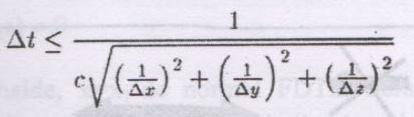 Δt ≤ 1 / (c√((1/Δx)² + (1/Δy)² + (1/Δz)²))